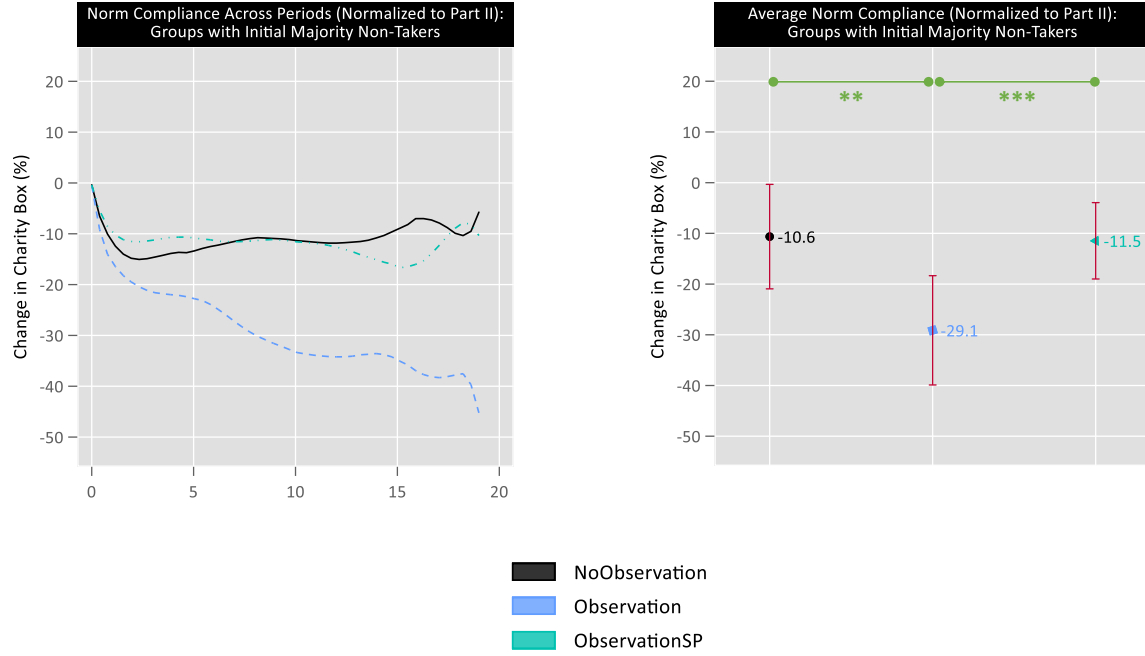 Norm Compliance Across Periods (Normalized to Part II):
Groups with Initial Majority Non-Takers
Change in Charity Box (%)
20
10
0
-10
-20
-30
-40
-50
0
5
10
15
20
Average Norm Compliance (Normalized to Part II):
Groups with Initial Majority Non-Takers
Change in Charity Box (%)
20
10
0
-10
-20
-30
-40
-50
**
***
-10.6
-29.1
-11.5
NoObservation
Observation
ObservationSP